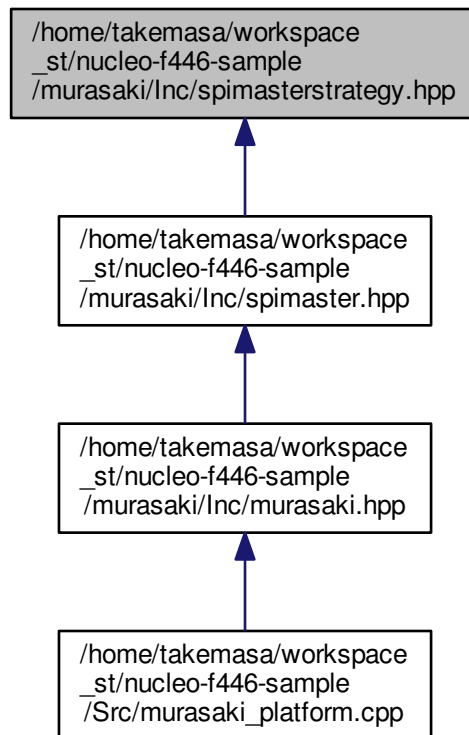 /home/takemasa/workspace
_st/nucleo-f446-sample
/murasaki/Inc/spimasterstrategy.hpp
/home/takemasa/workspace
_st/nucleo-f446-sample
/murasaki/Inc/spimaster.hpp
/home/takemasa/workspace
_st/nucleo-f446-sample
/murasaki/Inc/murasaki.hpp
/home/takemasa/workspace
_st/nucleo-f446-sample
/Src/murasaki_platform.cpp